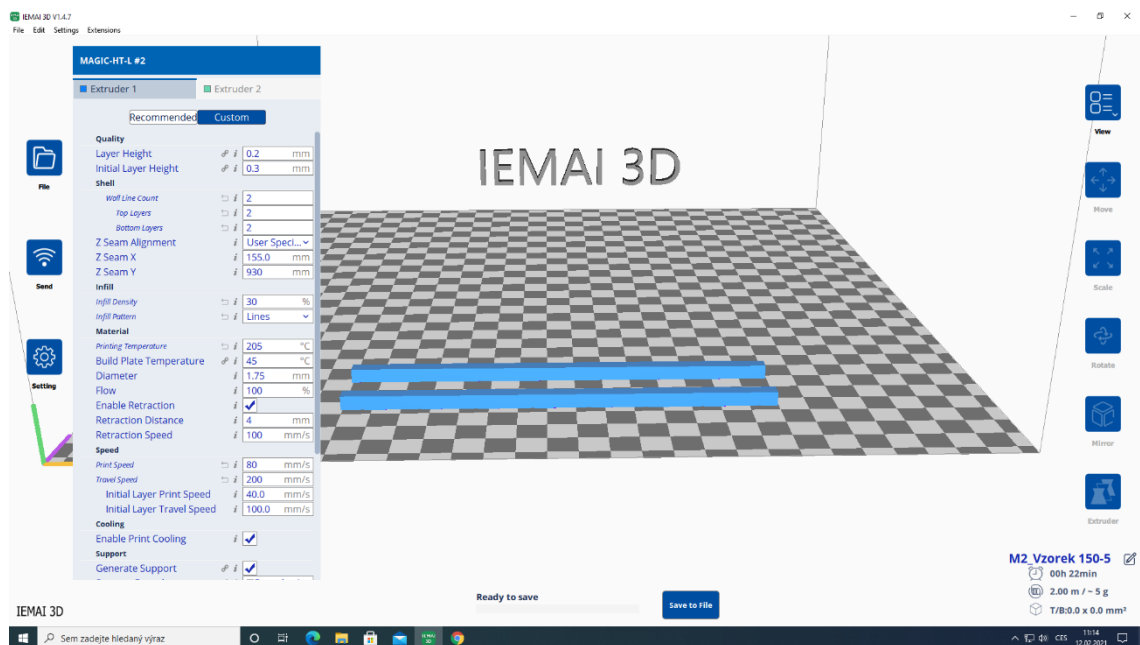 IEMAI 3D V1.4.7
File Edit Settings Extensions
MAGIC-HT-L #2
Extruder 1 Extruder 2
Recommended Custom
Quality
Layer Height i 0.2 mm
Initial Layer Height i 0.3 mm
Shell
Wall Line Count i 2
Top Layers i 2
Bottom Layers i 2
Z Seam Alignment i User Speci...
Z Seam X i 155.0 mm
Z Seam Y i 930 mm
Infill
Infill Density i 30 %
Infill Pattern i Lines
Material
Printing Temperature i 205 °C
Build Plate Temperature i 45 °C
Diameter i 1.75 mm
Flow i 100 %
Enable Retraction i
Retraction Distance i 4 mm
Retraction Speed i 100 mm/s
Speed
Print Speed i 80 mm/s
Travel Speed i 200 mm/s
Initial Layer Print Speed i 40.0 mm/s
Initial Layer Travel Speed i 100.0 mm/s
Cooling
Enable Print Cooling i
Support
Generate Support i
File
Send
Setting
IEMAI 3D
View
Move
Scale
Rotate
Mirror
Extruder
M2_Vzorek 150-5
00h 22min
2.00 m / ~ 5 g
T/B:0.0 x 0.0 mm²
Ready to save
Save to File
IEMAI 3D
Sem zadejte hledaný výraz
CES
11:14
12.02.2021